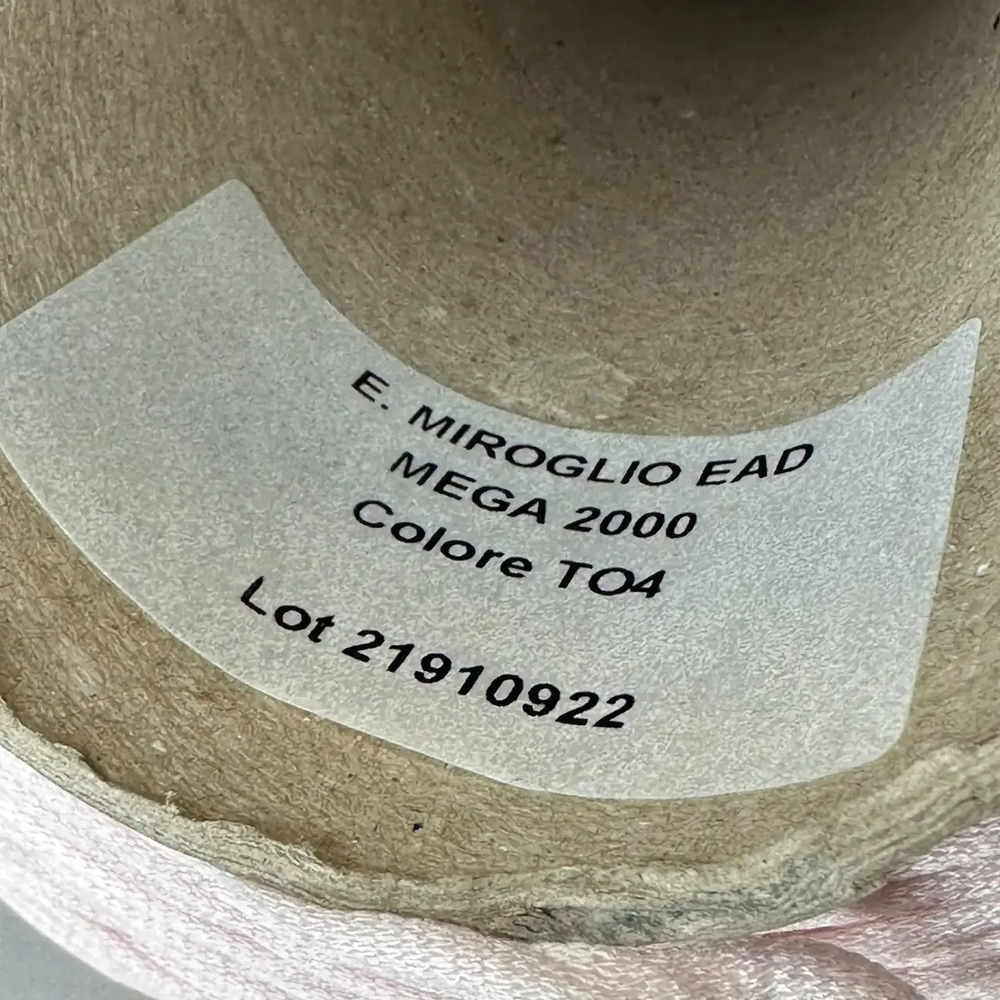 E. MIROGLIO EAD
MEGA 2000
Colore TO4
Lot 21910922